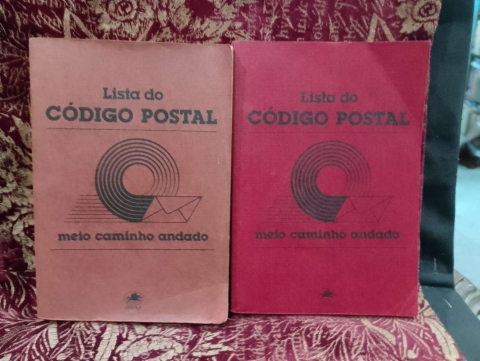 Lista do
CÓDIGO POSTAL
meio caminho andado
Lista do
CÓDIGO POSTAL
meio caminho andado